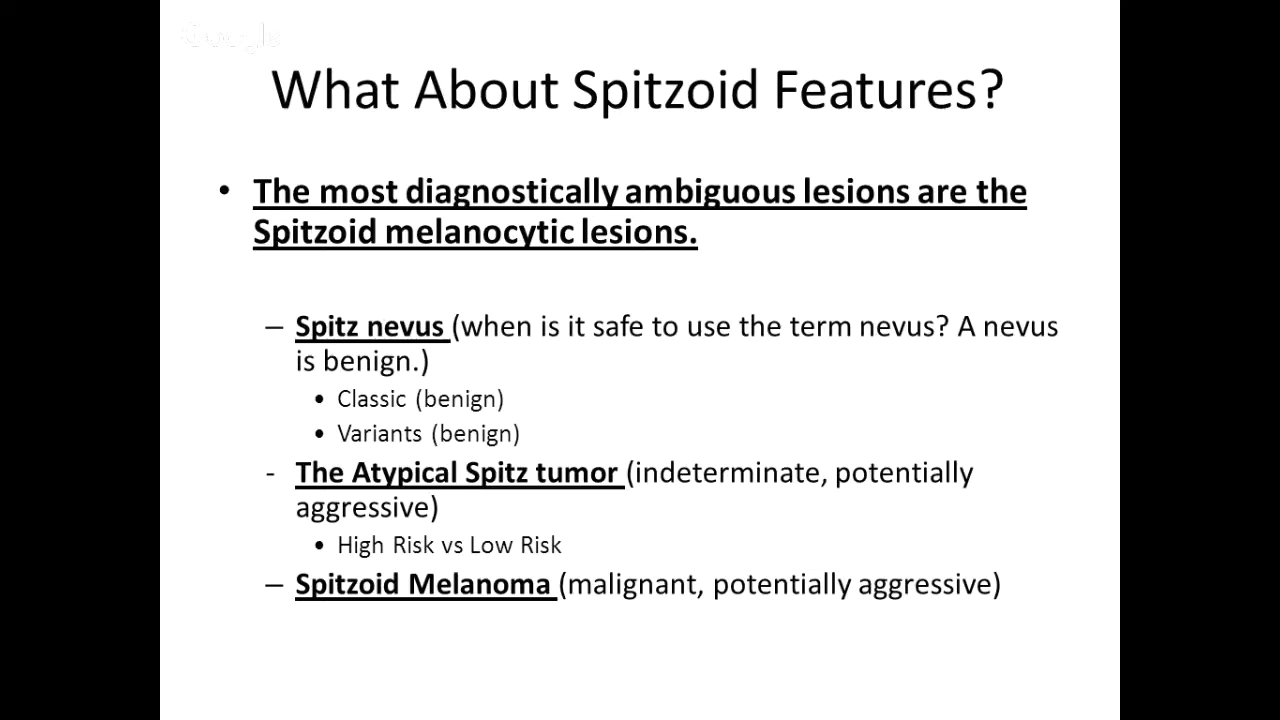 Google
What About Spitzoid Features?
• The most diagnostically ambiguous lesions are the
Spitzoid melanocytic lesions.
– Spitz nevus (when is it safe to use the term nevus? A nevus
is benign.)
• Classic (benign)
• Variants (benign)
- The Atypical Spitz tumor (indeterminate, potentially
aggressive)
• High Risk vs Low Risk
– Spitzoid Melanoma (malignant, potentially aggressive)